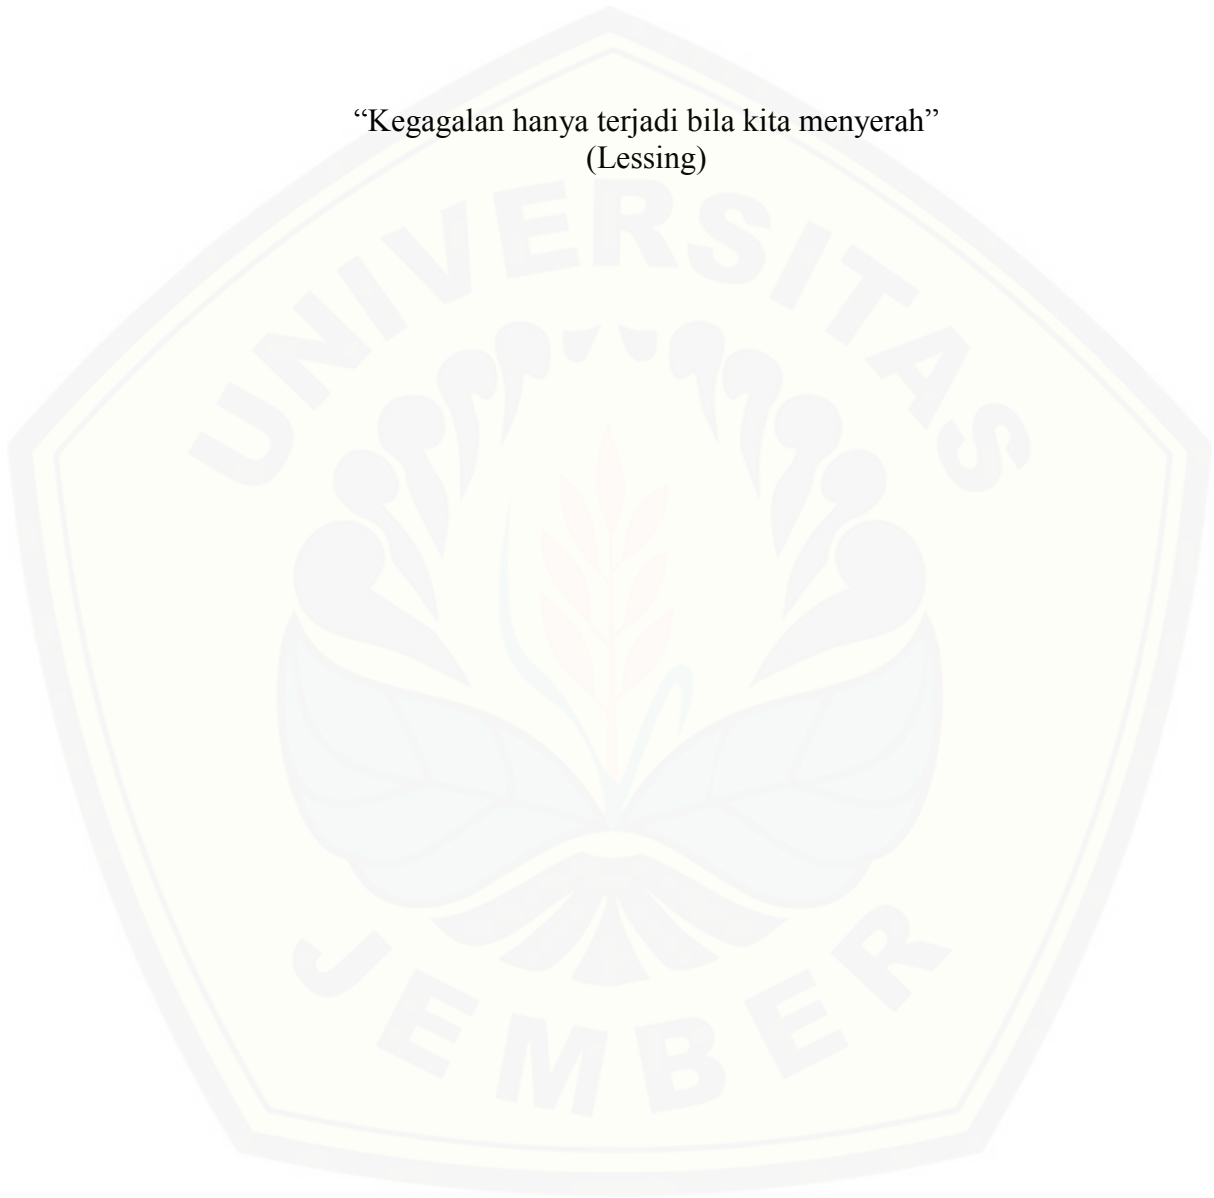 “Kegagalan hanya terjadi bila kita menyerah”
(Lessing)
UNIVERSITAS
JEMBER